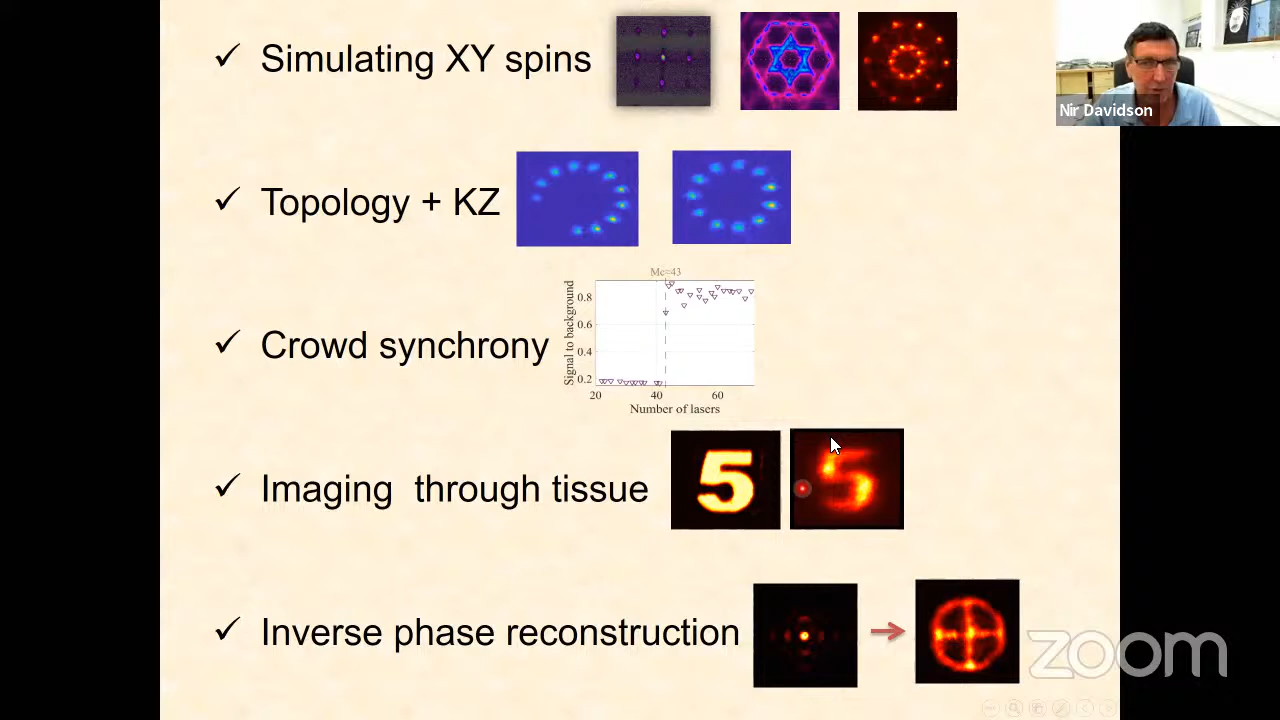 ✓ Simulating XY spins
Nir Davidson
✓ Topology + KZ
Mc=43
Signal to background
0.8
0.6
0.4
0.2
20 40 60
Number of lasers
✓ Crowd synchrony
✓ Imaging through tissue
5 5
✓ Inverse phase reconstruction
zoom